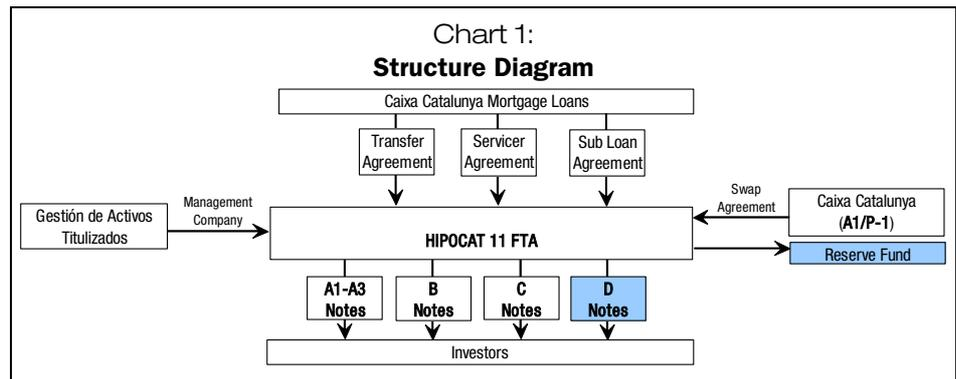 Chart 1:
Structure Diagram
Caixa Catalunya Mortgage Loans
Transfer
Agreement
Servicer
Agreement
Sub Loan
Agreement
Gestión de Activos
Titulizados
Management
Company
HIPOCAT 11 FTA
Swap
Agreement
Caixa Catalunya
(A1/P-1)
Reserve Fund
A1-A3
Notes
B
Notes
C
Notes
D
Notes
Investors